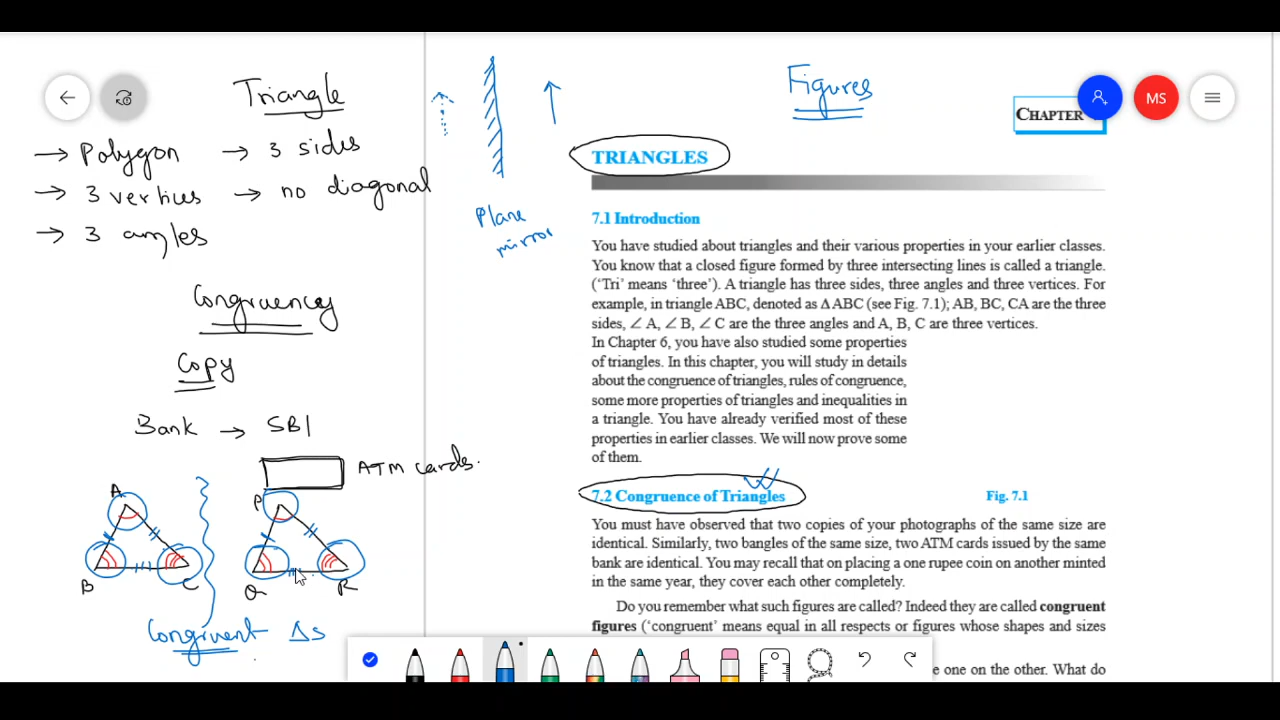 Triangle
→ Polygon → 3 sides
→ 3 vertices → no diagonal
→ 3 angles
Congruency
Copy
Bank → SBI
ATM cards.
A
B
C
P
Q
R
Congruent Δs
Plane
mirror
Figures
MS
CHAPTER
TRIANGLES
7.1 Introduction
You have studied about triangles and their various properties in your earlier classes.
You know that a closed figure formed by three intersecting lines is called a triangle.
(‘Tri’ means ‘three’). A triangle has three sides, three angles and three vertices. For
example, in triangle ABC, denoted as Δ ABC (see Fig. 7.1); AB, BC, CA are the three
sides, ∠ A, ∠ B, ∠ C are the three angles and A, B, C are three vertices.
In Chapter 6, you have also studied some properties
of triangles. In this chapter, you will study in details
about the congruence of triangles, rules of congruence,
some more properties of triangles and inequalities in
a triangle. You have already verified most of these
properties in earlier classes. We will now prove some
of them.
7.2 Congruence of Triangles
Fig. 7.1
You must have observed that two copies of your photographs of the same size are
identical. Similarly, two bangles of the same size, two ATM cards issued by the same
bank are identical. You may recall that on placing a one rupee coin on another minted
in the same year, they cover each other completely.
Do you remember what such figures are called? Indeed they are called congruent
figures (‘congruent’ means equal in all respects or figures whose shapes and sizes
e one on the other. What do